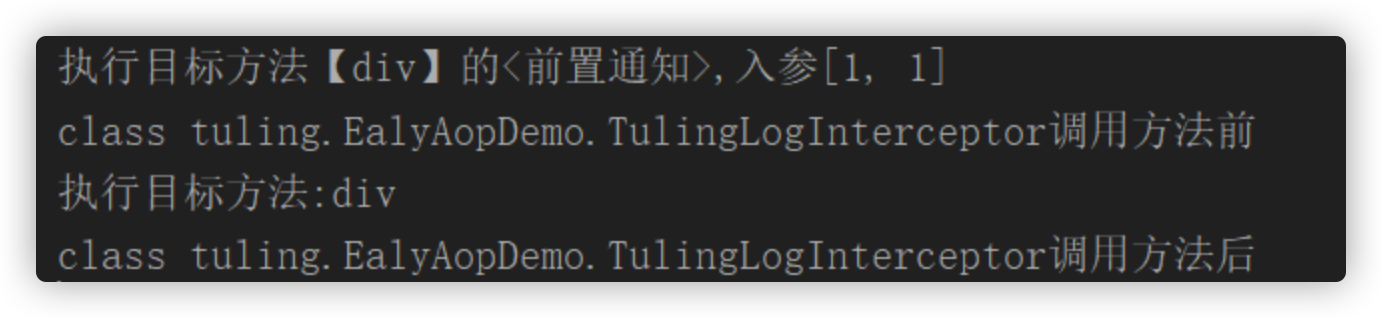 执行目标方法【div】的<前置通知>,入参[1, 1]
class tuling.EalyAopDemo.TulingLogInterceptor调用方法前
执行目标方法:div
class tuling.EalyAopDemo.TulingLogInterceptor调用方法后